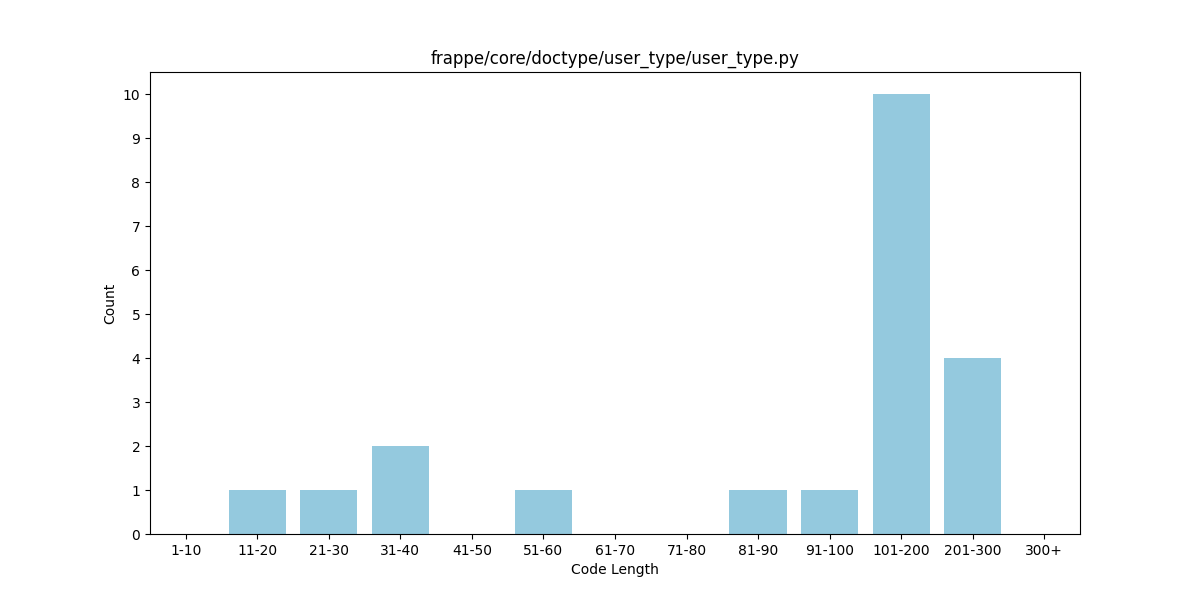 frappe/core/doctype/user_type/user_type.py
10
9
8
7
6
5
4
3
2
1
0
Count
1-10 11-20 21-30 31-40 41-50 51-60 61-70 71-80 81-90 91-100 101-200 201-300 300+
Code Length